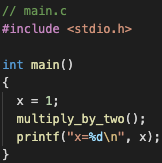 // main.c
#include <stdio.h>

int main()
{
  x = 1;
  multiply_by_two();
  printf("x=%d\n", x);
}